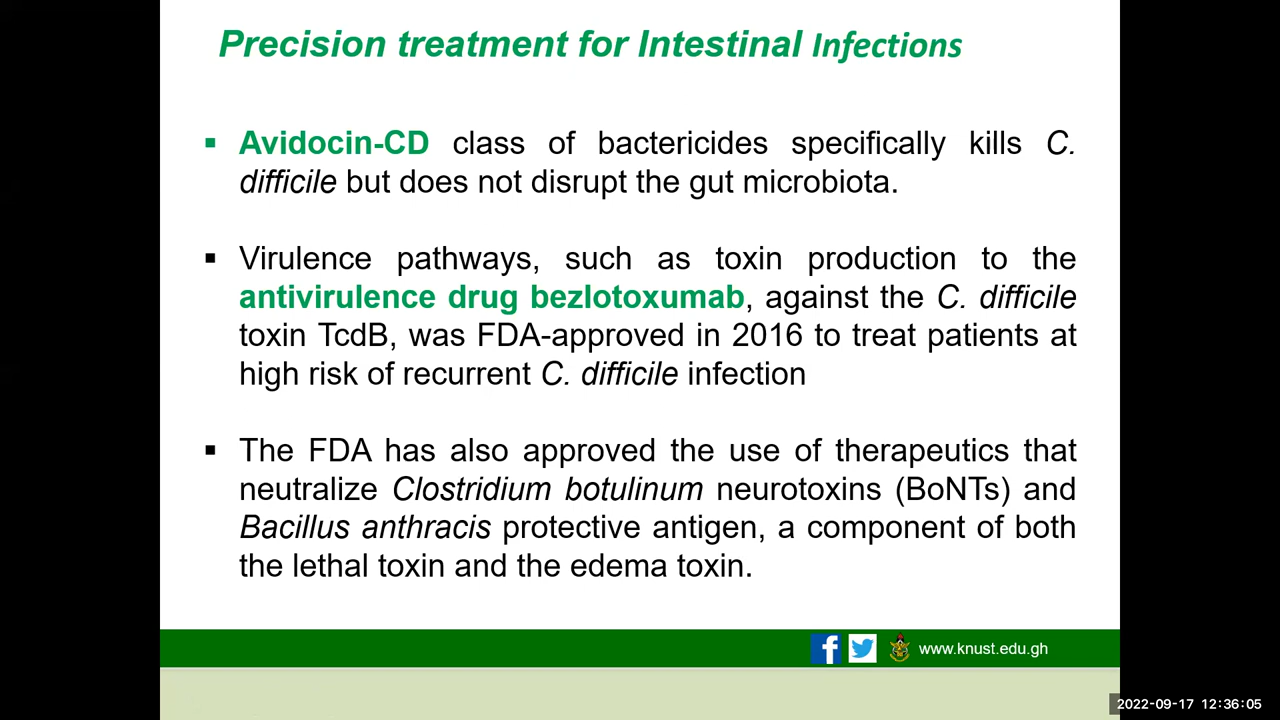 Precision treatment for Intestinal Infections
▪ Avidocin-CD class of bactericides specifically kills C.
difficile but does not disrupt the gut microbiota.
▪ Virulence pathways, such as toxin production to the
antivirulence drug bezlotoxumab, against the C. difficile
toxin TcdB, was FDA-approved in 2016 to treat patients at
high risk of recurrent C. difficile infection
▪ The FDA has also approved the use of therapeutics that
neutralize Clostridium botulinum neurotoxins (BoNTs) and
Bacillus anthracis protective antigen, a component of both
the lethal toxin and the edema toxin.
www.knust.edu.gh
2022-09-17 12:36:05